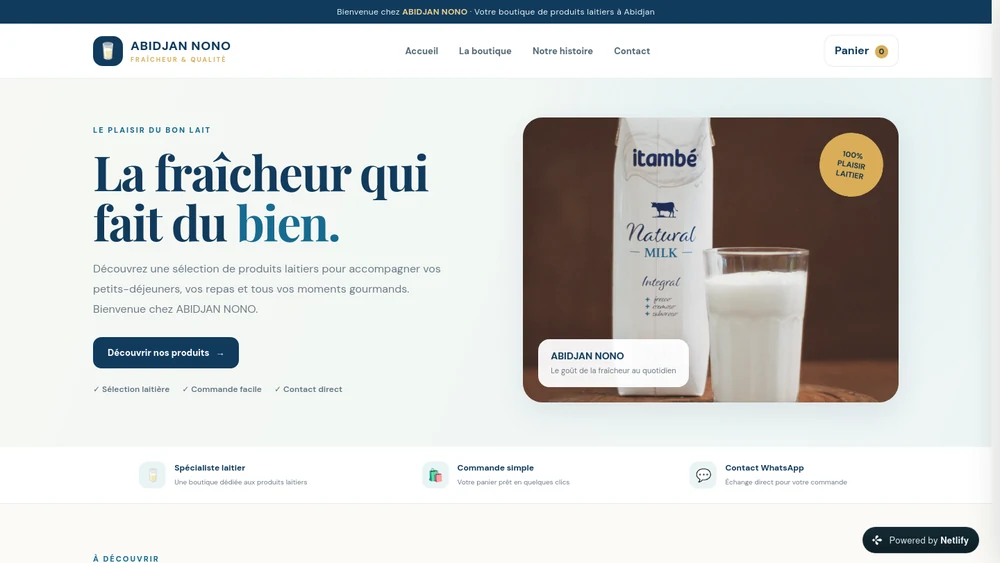 Bienvenue chez ABIDJAN NONO · Votre boutique de produits laitiers à Abidjan
ABIDJAN NONO
FRAÎCHEUR & QUALITÉ
Accueil
La boutique
Notre histoire
Contact
Panier 0
LE PLAISIR DU BON LAIT
La fraîcheur qui
fait du bien.
Découvrez une sélection de produits laitiers pour accompagner vos
petits-déjeuners, vos repas et tous vos moments gourmands.
Bienvenue chez ABIDJAN NONO.
Découvrir nos produits →
✓ Sélection laitière ✓ Commande facile ✓ Contact direct
itambé
Natural
MILK
Integral
100%
PLAISIR
LAITIER
ABIDJAN NONO
Le goût de la fraîcheur au quotidien
Spécialiste laitier
Une boutique dédiée aux produits laitiers
Commande simple
Votre panier prêt en quelques clics
Contact WhatsApp
Échange direct pour votre commande
À DÉCOUVRIR
Powered by Netlify